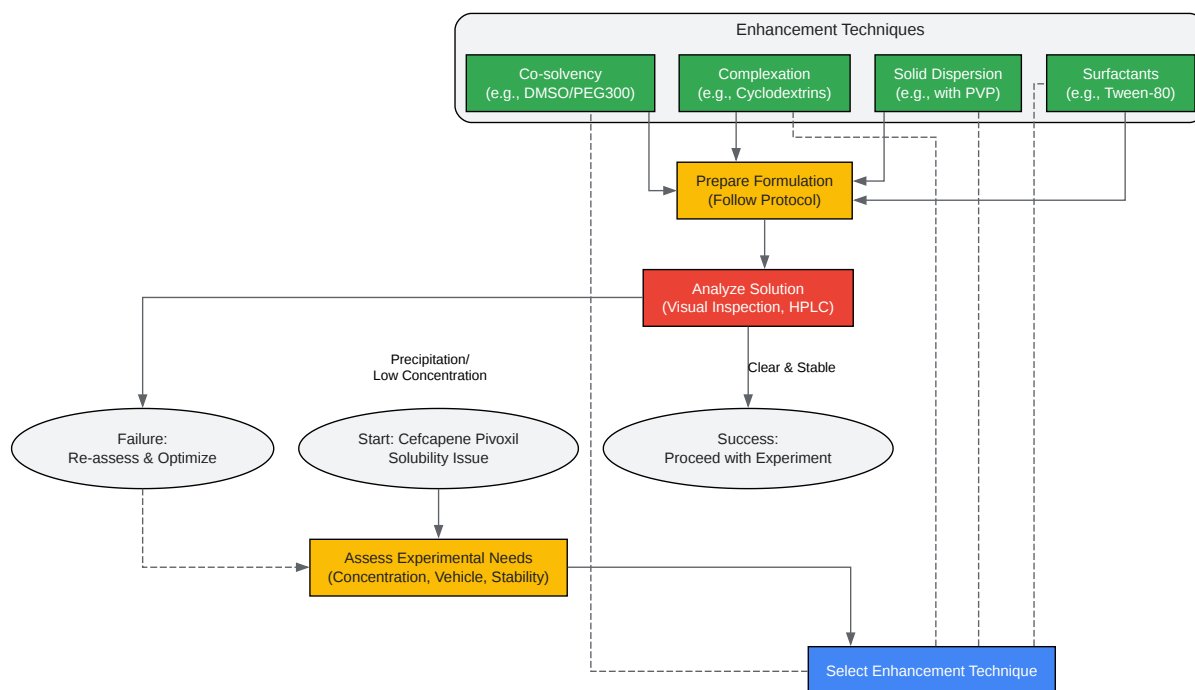 Enhancement Techniques
Co-solvency
(e.g., DMSO/PEG300)
Complexation
(e.g., Cyclodextrins)
Solid Dispersion
(e.g., with PVP)
Surfactants
(e.g., Tween-80)
Prepare Formulation
(Follow Protocol)
Analyze Solution
(Visual Inspection, HPLC)
Precipitation/
Low Concentration
Clear & Stable
Failure:
Re-assess & Optimize
Start: Cefcapene Pivoxil
Solubility Issue
Success:
Proceed with Experiment
Assess Experimental Needs
(Concentration, Vehicle, Stability)
Select Enhancement Technique